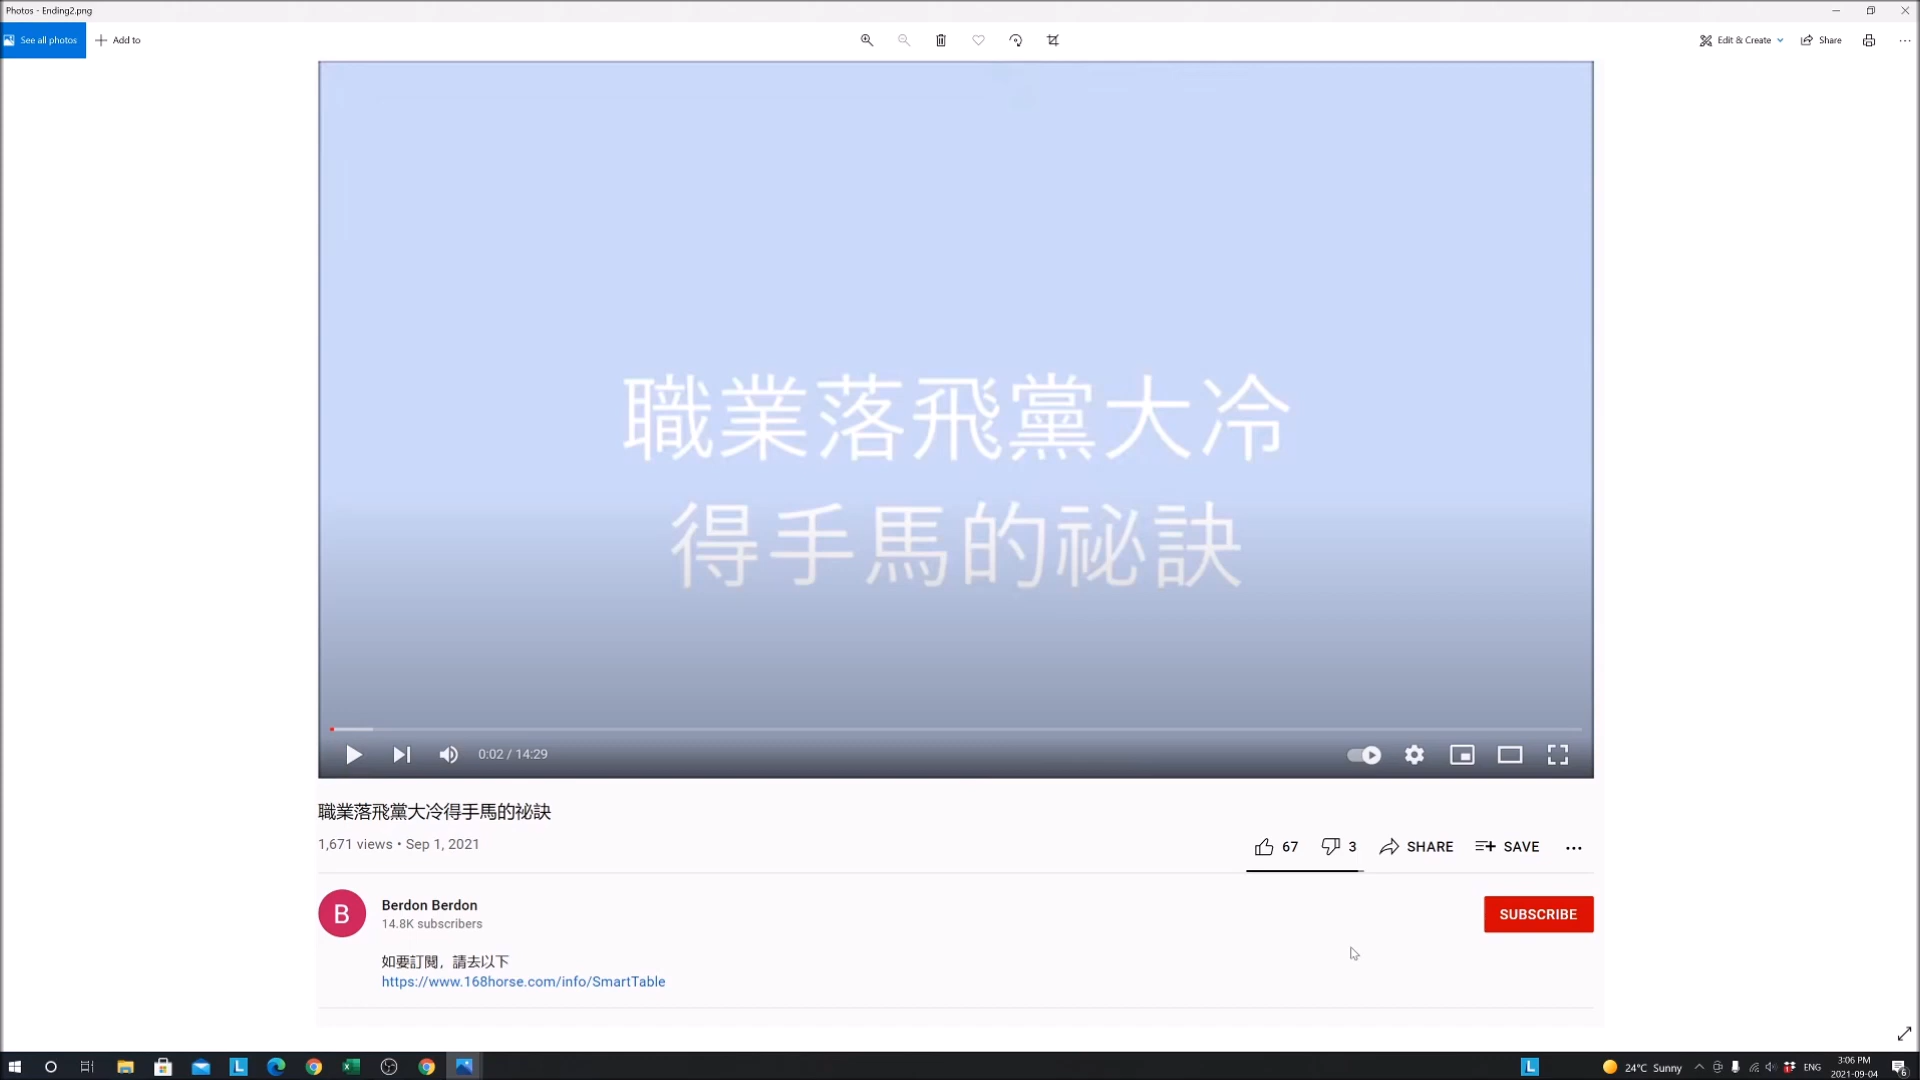 Photos - Ending2.png
See all photos
Add to
Edit & Create
Share
職業落飛黨大冷
得手馬的祕訣
0:02 / 14:29
職業落飛黨大冷得手馬的祕訣
1,671 views • Sep 1, 2021
67
3
SHARE
SAVE
B
Berdon Berdon
14.8K subscribers
SUBSCRIBE
如要訂閱，請去以下
https://www.168horse.com/info/SmartTable
L
L
24°C Sunny
ENG
3:06 PM
2021-09-04
6